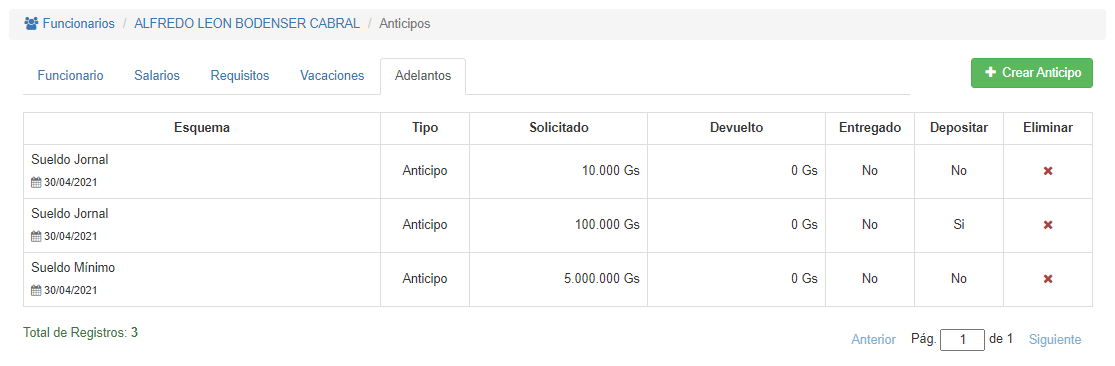 Funcionarios / ALFREDO LEON BODENSER CABRAL / Anticipos
Funcionario Salarios Requisitos Vacaciones Adelantos + Crear Anticipo
Esquema Tipo Solicitado Devuelto Entregado Depositar Eliminar
Sueldo Jornal
30/04/2021
Anticipo 10.000 Gs 0 Gs No No
Sueldo Jornal
30/04/2021
Anticipo 100.000 Gs 0 Gs No Si
Sueldo Mínimo
30/04/2021
Anticipo 5.000.000 Gs 0 Gs No No
Total de Registros: 3
Anterior Pág. 1 de 1 Siguiente